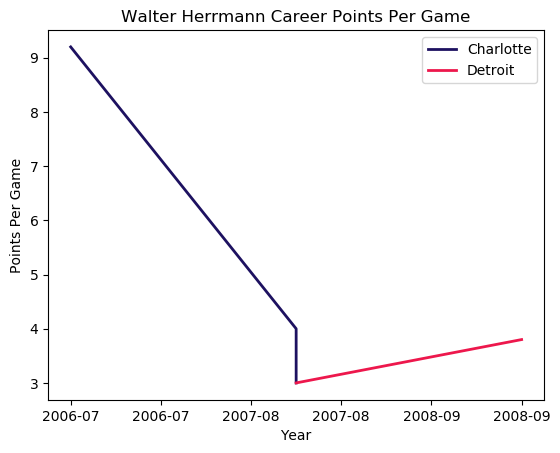 Walter Herrmann Career Points Per Game
Charlotte
Detroit
Points Per Game
9
8
7
6
5
4
3
2006-07
2006-07
2007-08
2007-08
2008-09
2008-09
Year